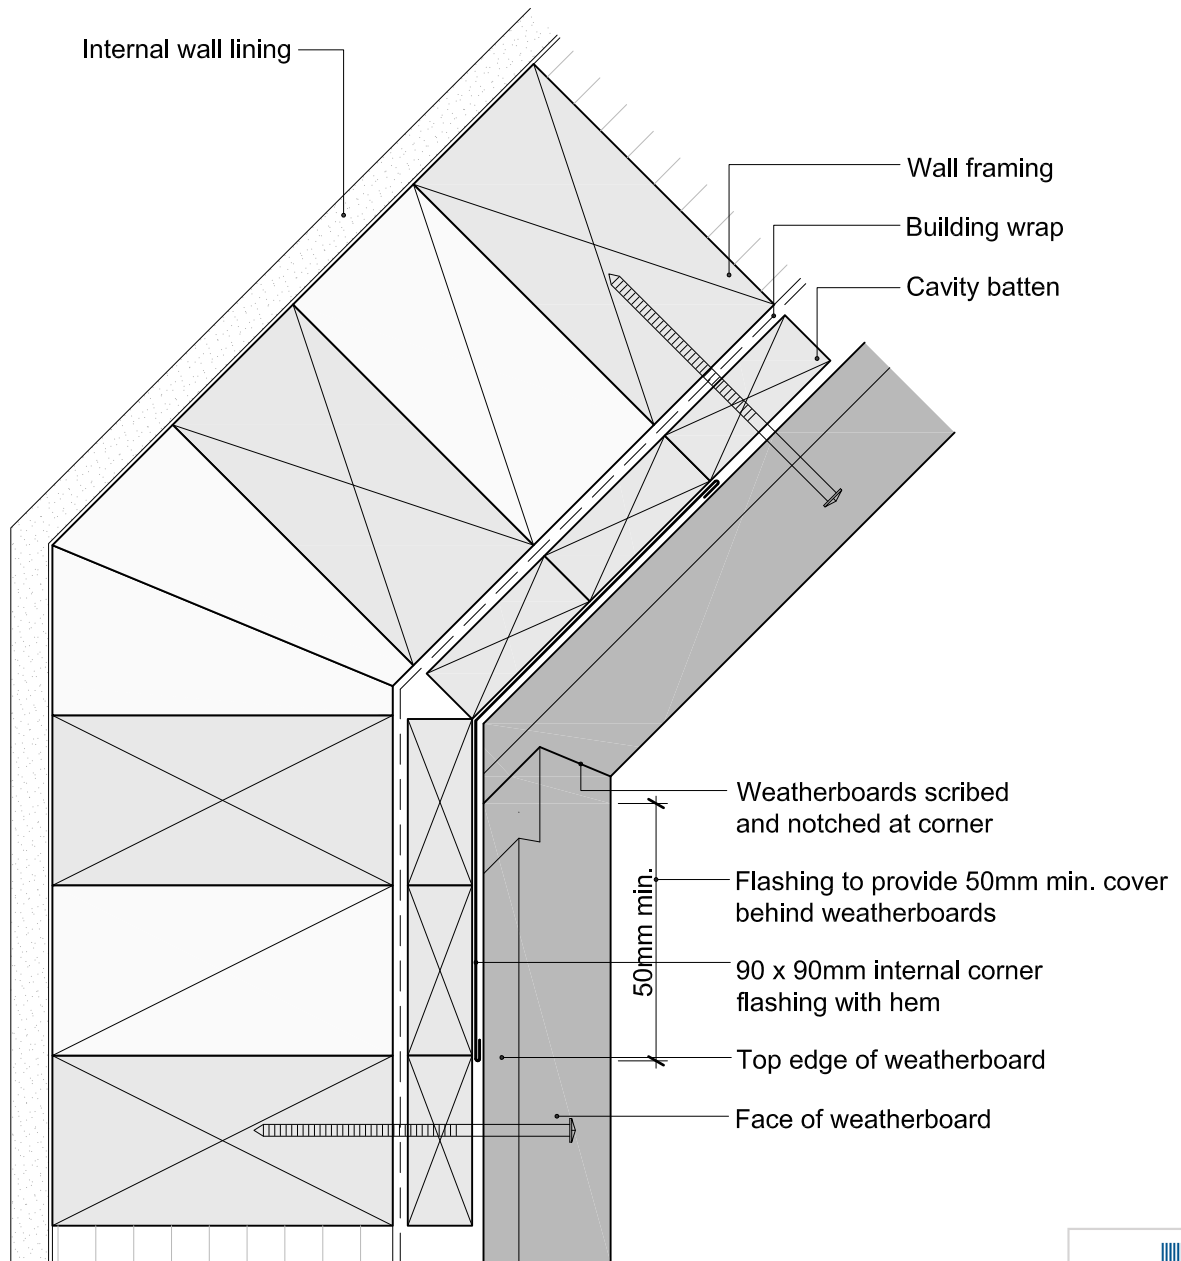 Internal wall lining
Wall framing
Building wrap
Cavity batten
Weatherboards scribed
and notched at corner
Flashing to provide 50mm min. cover
behind weatherboards
50mm min.
90 x 90mm internal corner
flashing with hem
Top edge of weatherboard
Face of weatherboard